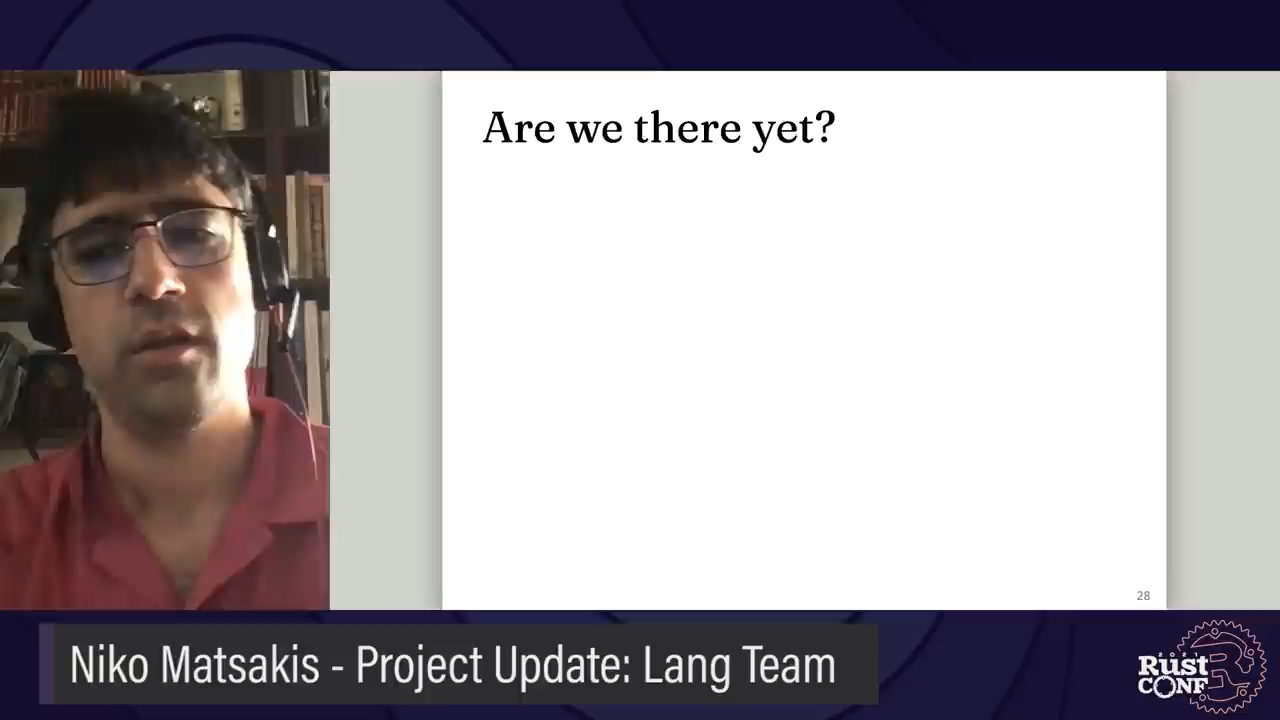 Are we there yet?
28
Niko Matsakis - Project Update: Lang Team
RUST
CONF